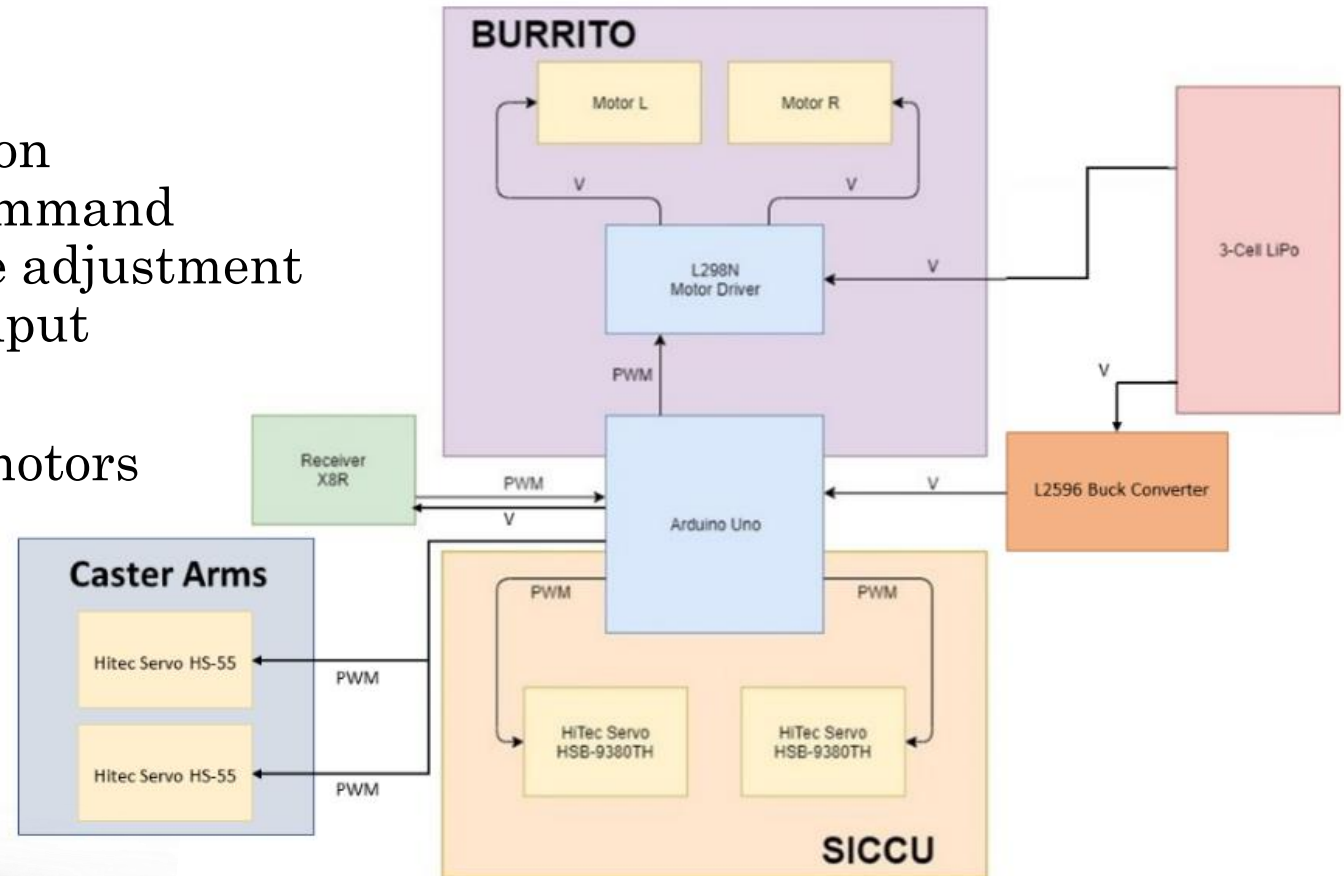 on
mmand
e adjustment
put
notors
BURRITO
Motor L
Motor R
V
V
L298N
Motor Driver
V
3-Cell LiPo
PWM
V
Receiver
X8R
PWM
V
Arduino Uno
V
L2596 Buck Converter
Caster Arms
Hitec Servo HS-55
PWM
Hitec Servo HS-55
PWM
PWM
PWM
HiTec Servo
HSB-9380TH
HiTec Servo
HSB-9380TH
SICCU